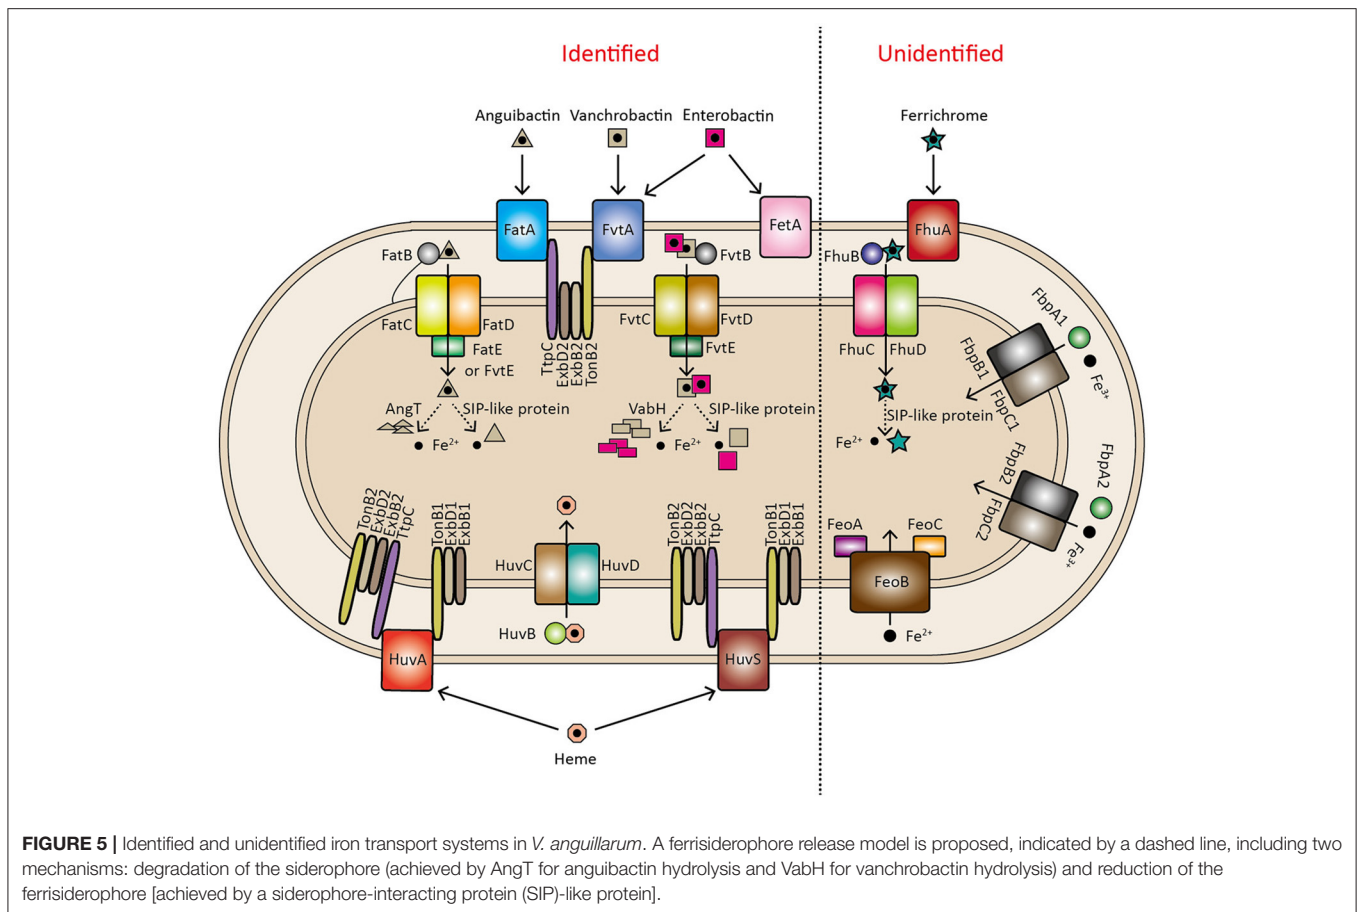 Identified
Unidentified
Anguibactin
Vanchrobactin
Enterobactin
Ferrichrome
FatA
FvtA
FetA
FhuA
FatB
FvtB
FhuB
FatC
FatD
FatE
or FvtE
TtpC
ExbD2
ExbB2
TonB2
FvtC
FvtD
FvtE
FhuC
FhuD
FbpA1
FbpB1
FbpC1
Fe3+
AngT
SIP-like protein
Fe2+
VabH
SIP-like protein
Fe2+
SIP-like protein
Fe2+
FbpA2
FbpB2
FbpC2
Fe3+
TonB2
ExbD2
ExbB2
TtpC
TonB1
ExbD1
ExbB1
HuvC
HuvD
HuvB
TonB2
ExbD2
ExbB2
TtpC
TonB1
ExbD1
ExbB1
FeoA
FeoC
FeoB
Fe2+
HuvA
HuvS
Heme
FIGURE 5 | Identified and unidentified iron transport systems in V. anguillarum. A ferrisiderophore release model is proposed, indicated by a dashed line, including two
mechanisms: degradation of the siderophore (achieved by AngT for anguibactin hydrolysis and VabH for vanchrobactin hydrolysis) and reduction of the
ferrisiderophore [achieved by a siderophore-interacting protein (SIP)-like protein].